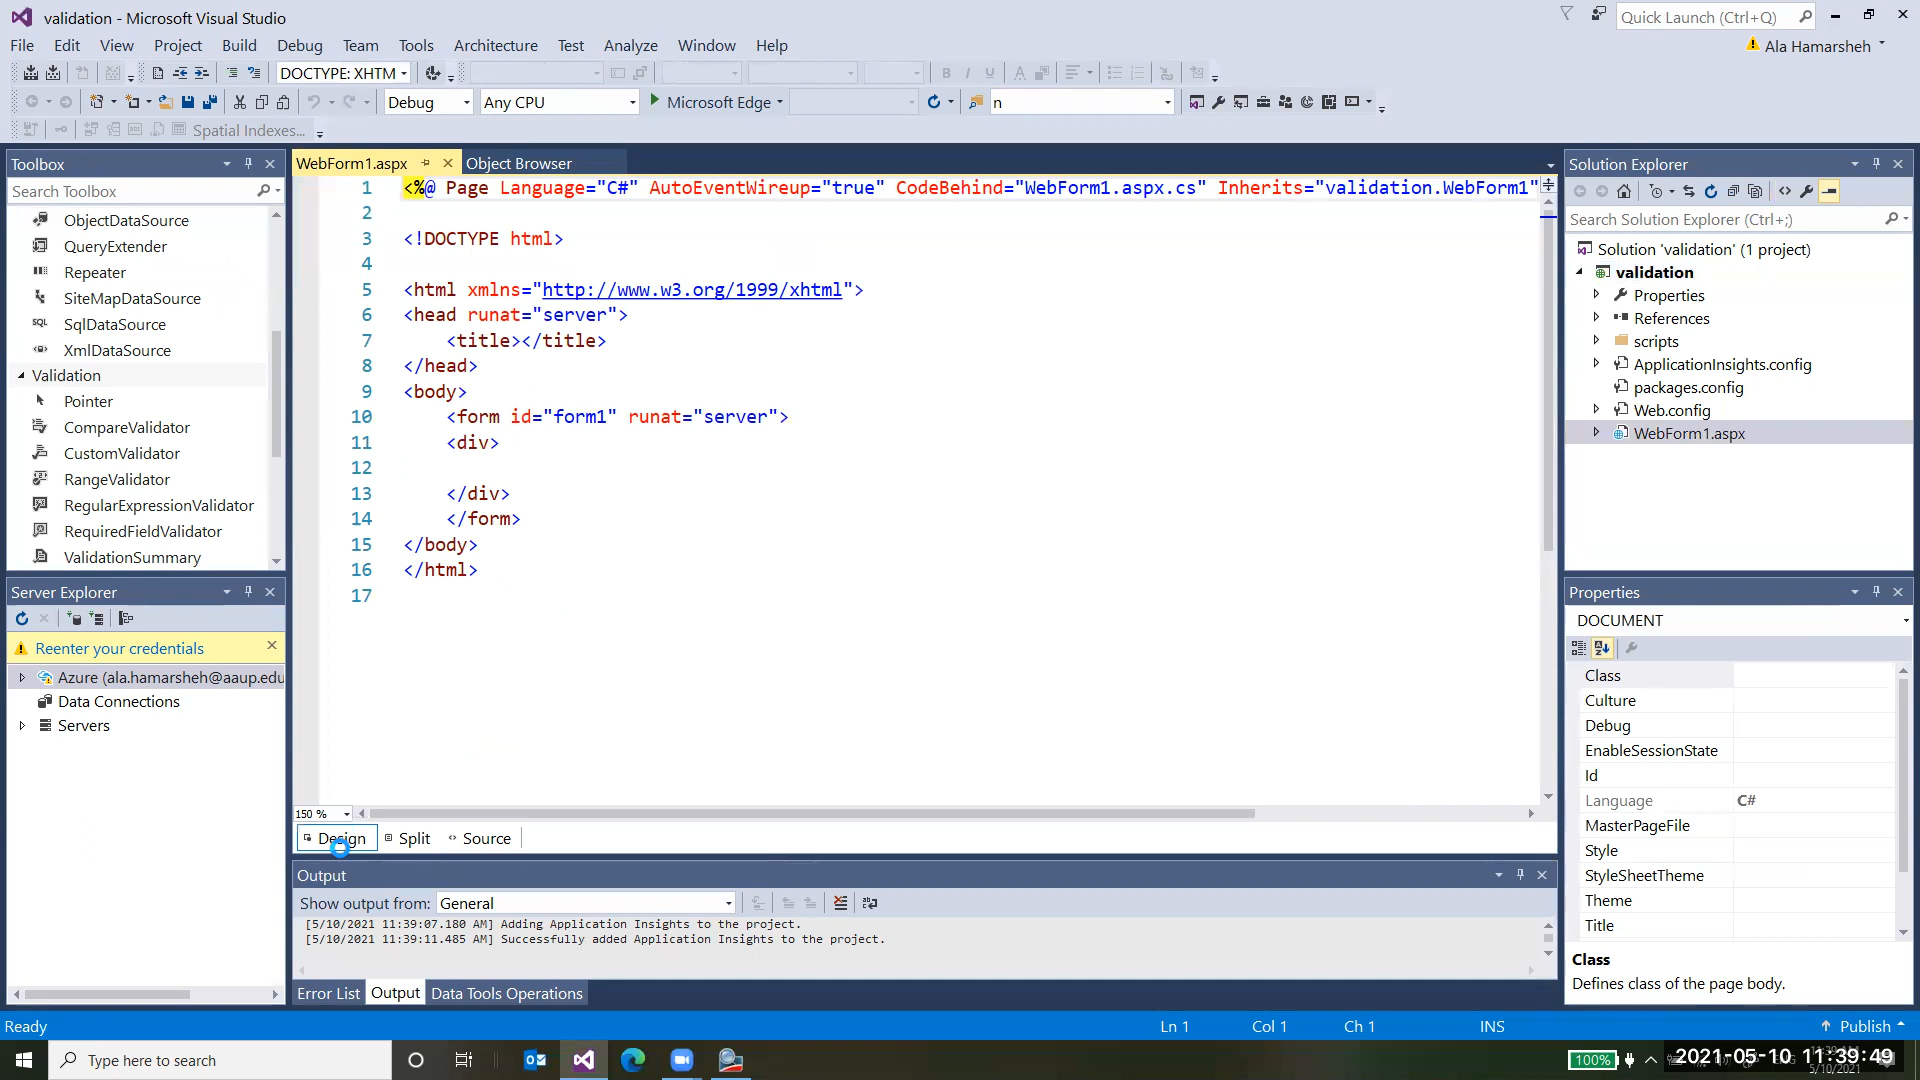 validation - Microsoft Visual Studio
Quick Launch (Ctrl+Q)
File Edit View Project Build Debug Team Tools Architecture Test Analyze Window Help
Ala Hamarsheh
DOCTYPE: XHTM
Debug Any CPU Microsoft Edge n
Spatial Indexes...
Toolbox
Search Toolbox
ObjectDataSource
QueryExtender
Repeater
SiteMapDataSource
SqlDataSource
XmlDataSource
Validation
Pointer
CompareValidator
CustomValidator
RangeValidator
RegularExpressionValidator
RequiredFieldValidator
ValidationSummary
Server Explorer
Reenter your credentials
Azure (ala.hamarsheh@aaup.edu
Data Connections
Servers
WebForm1.aspx Object Browser
1 <%@ Page Language="C#" AutoEventWireup="true" CodeBehind="WebForm1.aspx.cs" Inherits="validation.WebForm1"
2
3 <!DOCTYPE html>
4
5 <html xmlns="http://www.w3.org/1999/xhtml">
6 <head runat="server">
7 <title></title>
8 </head>
9 <body>
10 <form id="form1" runat="server">
11 <div>
12
13 </div>
14 </form>
15 </body>
16 </html>
17
150 %
Design Split Source
Output
Show output from: General
[5/10/2021 11:39:07.180 AM] Adding Application Insights to the project.
[5/10/2021 11:39:11.485 AM] Successfully added Application Insights to the project.
Error List Output Data Tools Operations
Solution Explorer
Search Solution Explorer (Ctrl+;)
Solution 'validation' (1 project)
validation
Properties
References
scripts
ApplicationInsights.config
packages.config
Web.config
WebForm1.aspx
Properties
DOCUMENT
Class
Culture
Debug
EnableSessionState
Id
Language C#
MasterPageFile
Style
StyleSheetTheme
Theme
Title
Class
Defines class of the page body.
Ready Ln 1 Col 1 Ch 1 INS Publish
Type here to search
100%
2021-05-10 11:39:49
5/10/2021